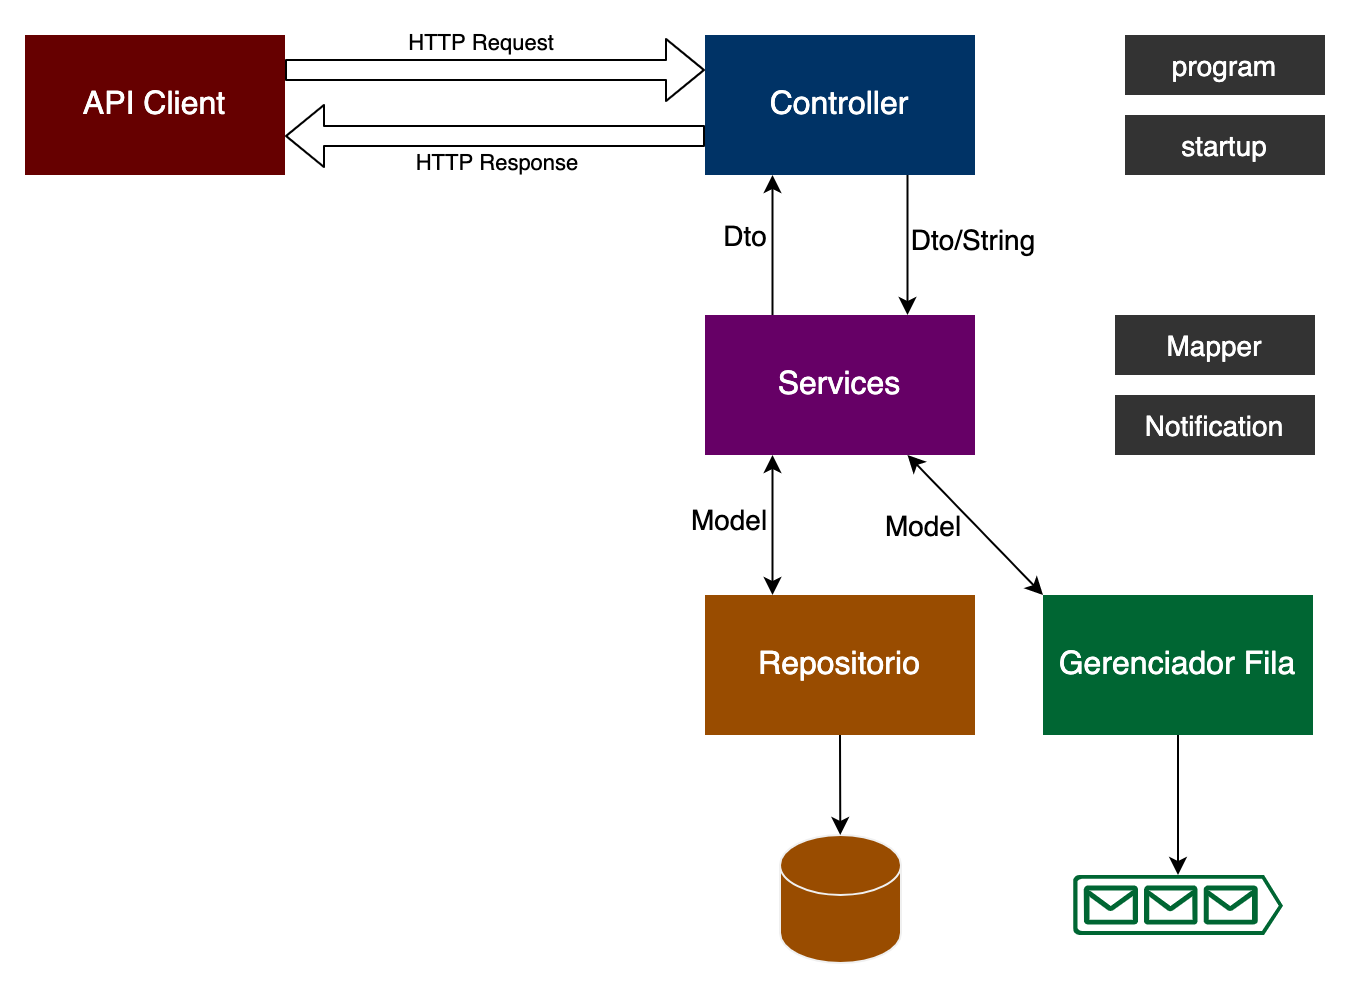 HTTP Request
API Client
Controller
program
HTTP Response
startup
Dto
Dto/String
Services
Mapper
Notification
Model
Model
Repositorio
Gerenciador Fila